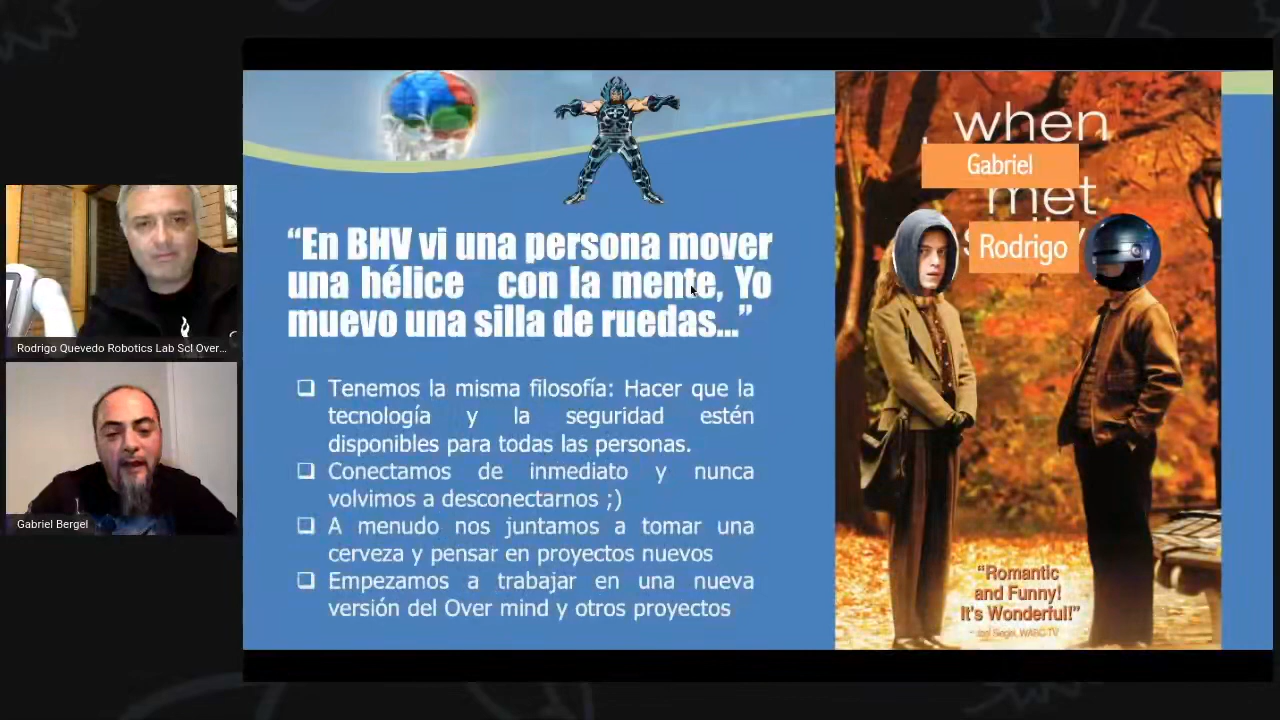 Rodrigo Quevedo Robotics Lab Scl Over...
Gabriel Bergel
“En BHV vi una persona mover
una hélice con la mente, Yo
muevo una silla de ruedas...”
Tenemos la misma filosofía: Hacer que la
tecnología y la seguridad estén
disponibles para todas las personas.
Conectamos de inmediato y nunca
volvimos a desconectarnos ;)
A menudo nos juntamos a tomar una
cerveza y pensar en proyectos nuevos
Empezamos a trabajar en una nueva
versión del Over mind y otros proyectos
when
Gabriel
met
Rodrigo
“Romantic
and Funny!
It's Wonderful!”
- Joel Siegel, WABC-TV